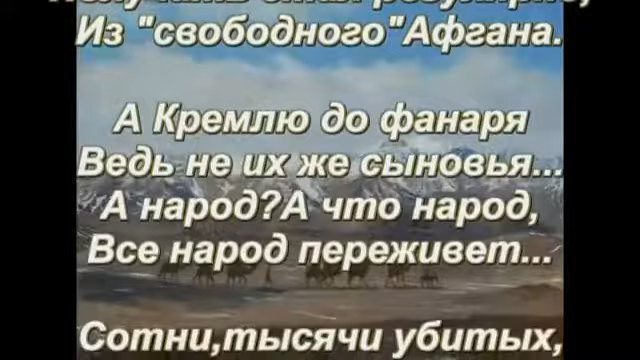 Из "свободного"Афгана.
А Кремлю до фанаря
Ведь не их же сыновья...
А народ?А что народ,
Все народ переживет...
Сотни,тысячи убитых,